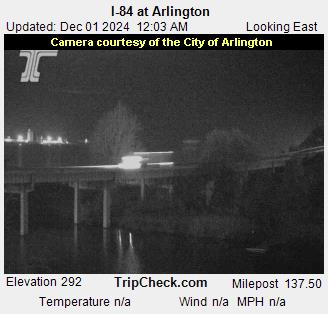 I-84 at Arlington
Updated: Dec 01 2024 12:03 AM Looking East
Camera courtesy of the City of Arlington
Elevation 292 TripCheck.com Milepost 137.50
Temperature n/a Wind n/a MPH n/a